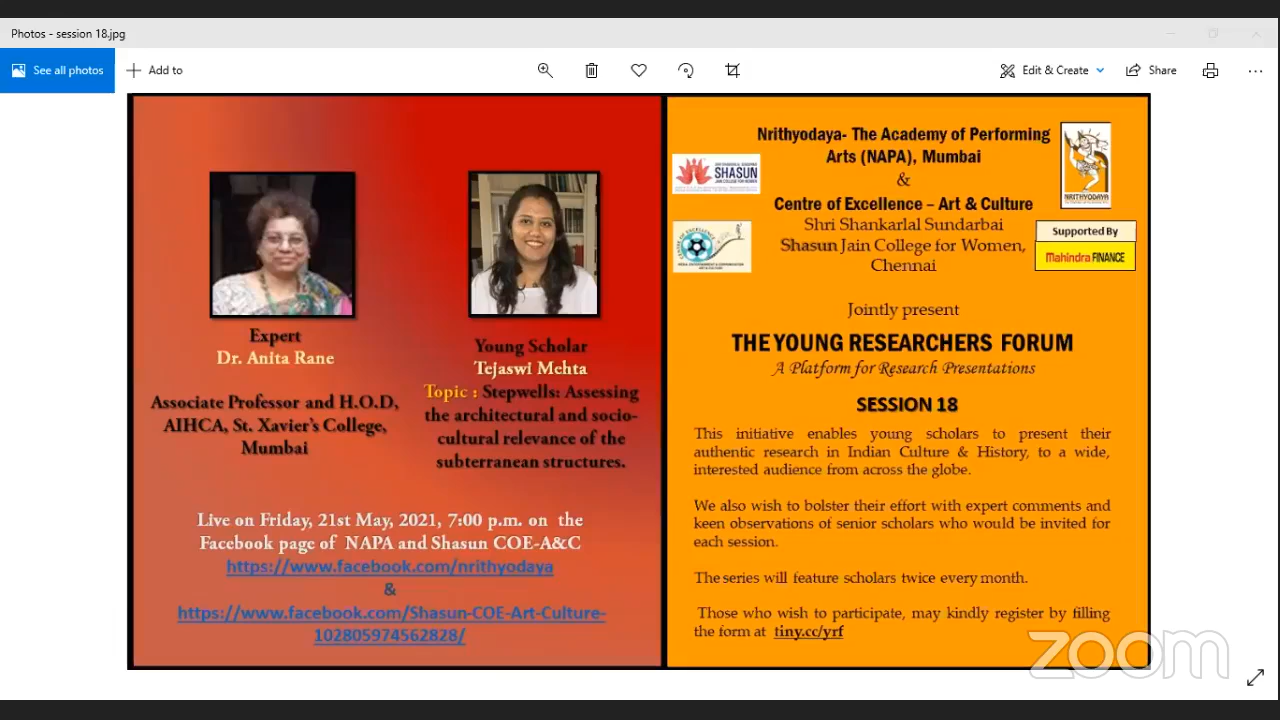 Photos - session 18.jpg
See all photos
Add to
Edit & Create
Share
Expert
Dr. Anita Rane
Associate Professor and H.O.D,
AIHCA, St. Xavier's College,
Mumbai
Young Scholar
Tejaswi Mehta
Topic : Stepwells: Assessing
the architectural and socio-
cultural relevance of the
subterranean structures.
Live on Friday, 21st May, 2021, 7:00 p.m. on the
Facebook page of NAPA and Shasun COE-A&C
https://www.facebook.com/nrithyodaya
&
https://www.facebook.com/Shasun-COE-Art-Culture-
102805974562828/
Nrithyodaya- The Academy of Performing
Arts (NAPA), Mumbai
&
Centre of Excellence – Art & Culture
Shri Shankarlal Sundarbai
Shasun Jain College for Women,
Chennai
SHASUN
NRITHYODAYA
Supported By
Mahindra FINANCE
Jointly present
THE YOUNG RESEARCHERS FORUM
A Platform for Research Presentations
SESSION 18
This initiative enables young scholars to present their
authentic research in Indian Culture & History, to a wide,
interested audience from across the globe.
We also wish to bolster their effort with expert comments and
keen observations of senior scholars who would be invited for
each session.
The series will feature scholars twice every month.
Those who wish to participate, may kindly register by filling
the form at tiny.cc/yrf
zoom